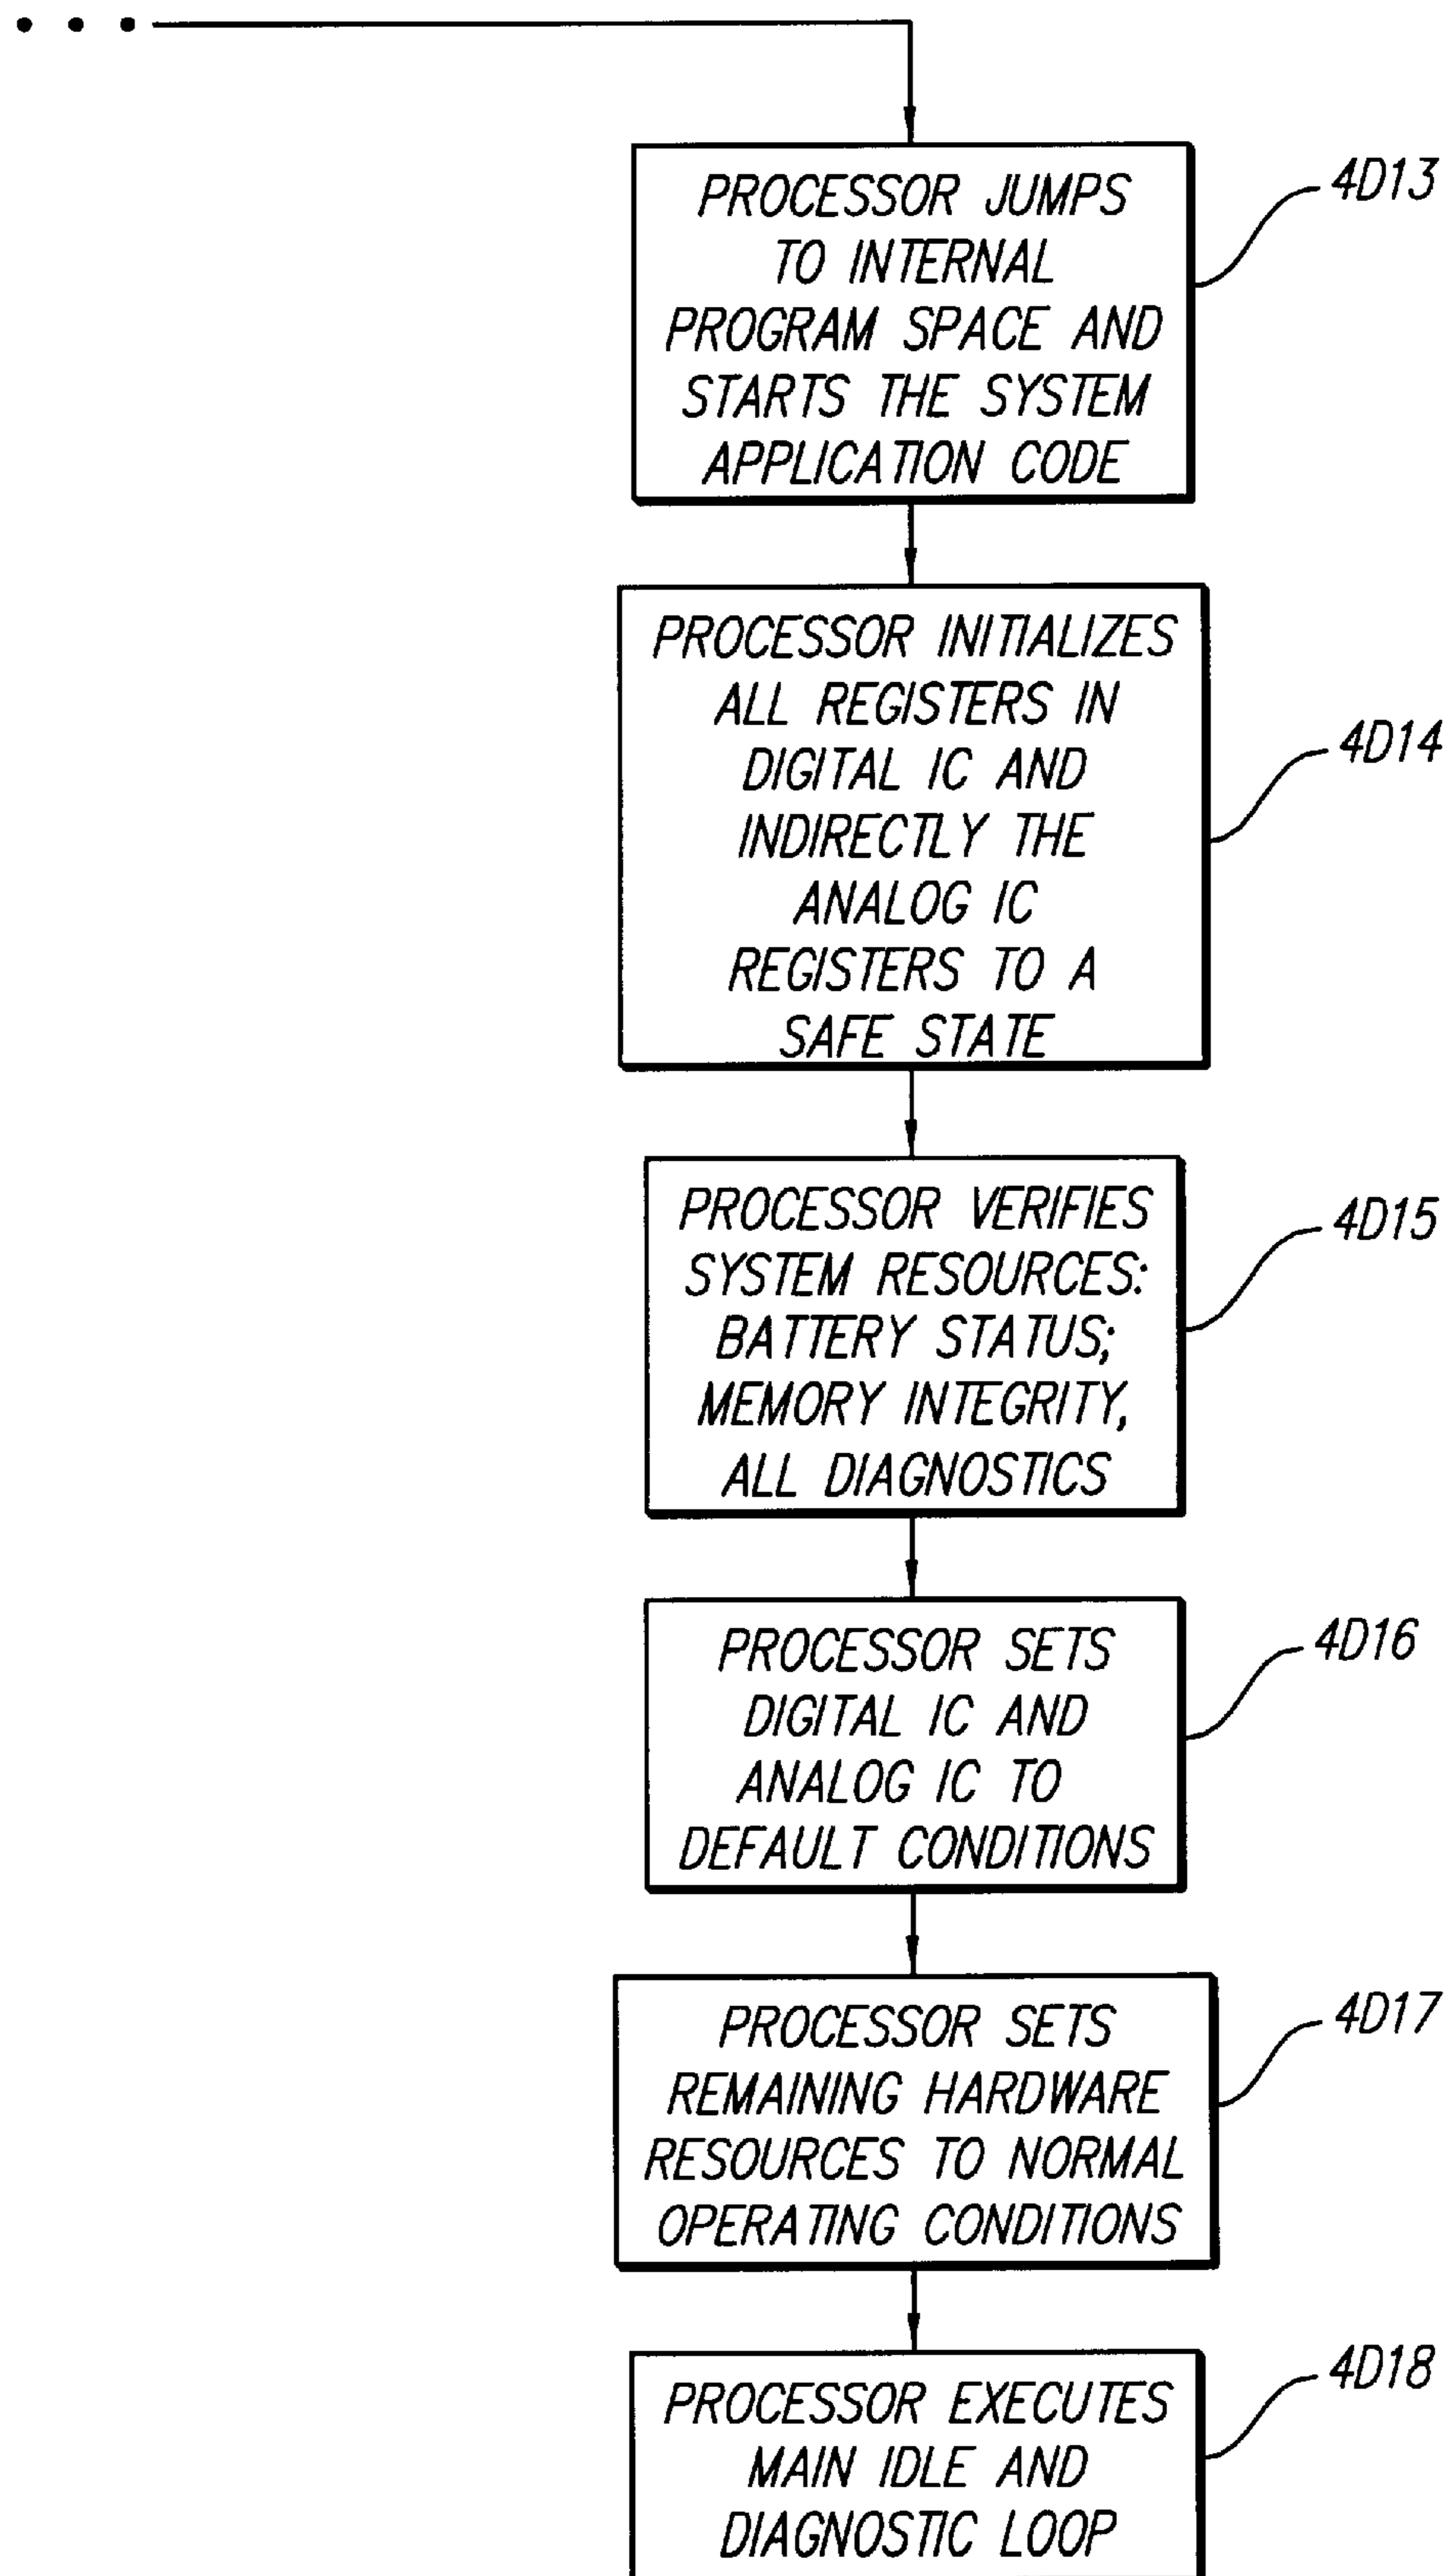 PROCESSOR JUMPS
TO INTERNAL
PROGRAM SPACE AND
STARTS THE SYSTEM
APPLICATION CODE
4D13
PROCESSOR INITIALIZES
ALL REGISTERS IN
DIGITAL IC AND
INDIRECTLY THE
ANALOG IC
REGISTERS TO A
SAFE STATE
4D14
PROCESSOR VERIFIES
SYSTEM RESOURCES:
BATTERY STATUS;
MEMORY INTEGRITY,
ALL DIAGNOSTICS
4D15
PROCESSOR SETS
DIGITAL IC AND
ANALOG IC TO
DEFAULT CONDITIONS
4D16
PROCESSOR SETS
REMAINING HARDWARE
RESOURCES TO NORMAL
OPERATING CONDITIONS
4D17
PROCESSOR EXECUTES
MAIN IDLE AND
DIAGNOSTIC LOOP
4D18